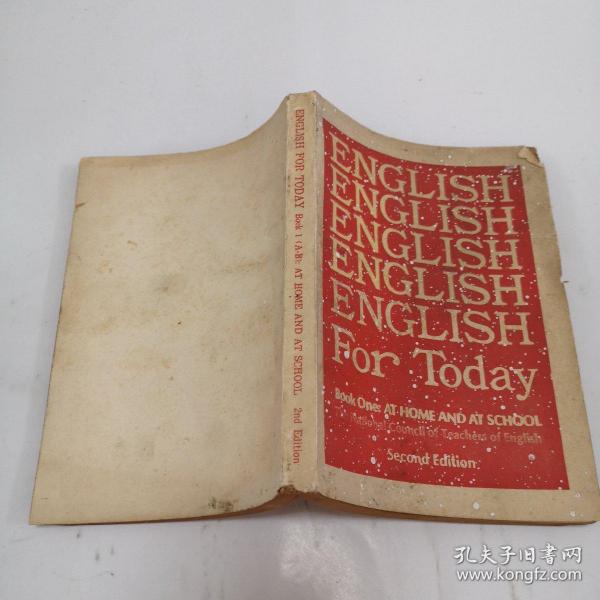 ENGLISH FOR TODAY Book 1 (A-B): AT HOME AND AT SCHOOL 2nd Edition
ENGLISH
ENGLISH
ENGLISH
ENGLISH
ENGLISH
For Today
Book One: AT HOME AND AT SCHOOL
National Council of Teachers of English
Second Edition
孔夫子旧书网
www.kongfz.com